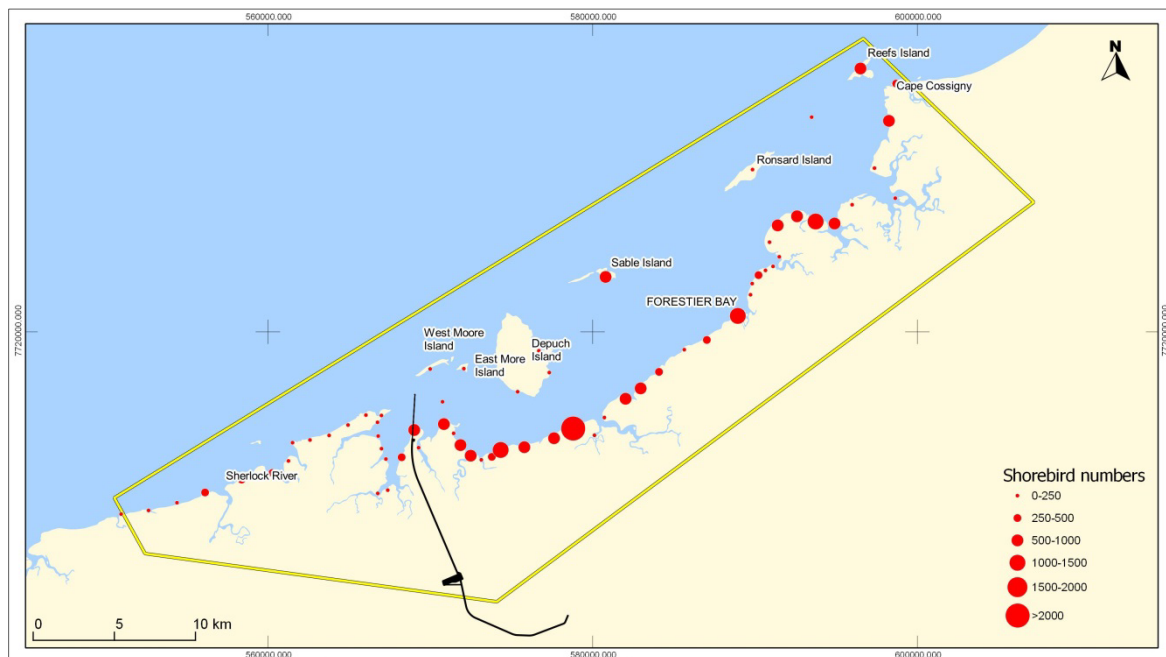 560000.000
580000.000
600000.000
N
Reefs Island
Cape Cossigny
Ronsard Island
Sable Island
FORESTIER BAY
7720000.000
7720000.000
West Moore
Island
Depuch
Island
East More
Island
Sherlock River
Shorebird numbers
0-250
250-500
500-1000
1000-1500
1500-2000
>2000
0 5 10 km
560000.000
580000.000
600000.000